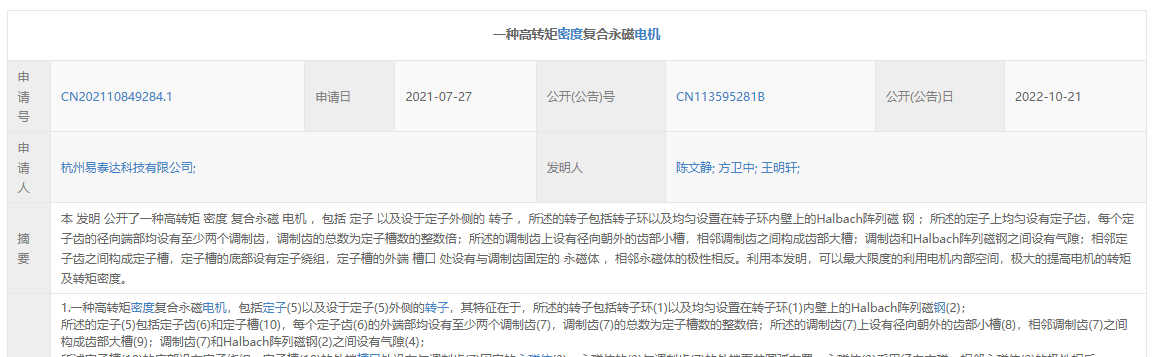 一种高转矩密度复合永磁电机
申请号
CN202110849284.1
申请日
2021-07-27
公开(公告)号
CN113595281B
公开(公告)日
2022-10-21
申请人
杭州易泰达科技有限公司;
发明人
陈文静; 方卫中; 王明轩;
摘要
本 发明 公开了一种高转矩 密度 复合永磁 电机 ，包括 定子 以及设于定子外侧的 转子 ，所述的转子包括转子环以及均匀设置在转子环内壁上的Halbach阵列磁 钢 ；所述的定子上均匀设有定子齿，每个定
子齿的径向端部均设有至少两个调制齿，调制齿的总数为定子槽数的整数倍；所述的调制齿上设有径向朝外的齿部小槽，相邻调制齿之间构成齿部大槽；调制齿和Halbach阵列磁钢之间设有气隙；相邻定
子齿之间构成定子槽，定子槽的底部设有定子绕组，定子槽的外端 槽口 处设有与调制齿固定的 永磁体 ，相邻永磁体的极性相反。利用本发明，可以最大限度的利用电机内部空间，极大的提高电机的转矩
及转矩密度。
1.一种高转矩密度复合永磁电机，包括定子(5)以及设于定子(5)外侧的转子，其特征在于，所述的转子包括转子环(1)以及均匀设置在转子环(1)内壁上的Halbach阵列磁钢(2);
所述的定子(5)包括定子齿(6)和定子槽(10)，每个定子齿(6)的外端部均设有至少两个调制齿(7)，调制齿(7)的总数为定子槽数的整数倍；所述的调制齿(7)上设有径向朝外的齿部小槽(8)，相邻调制齿(7)之间
构成齿部大槽(9)；调制齿(7)和Halbach阵列磁钢(2)之间设有气隙(4);